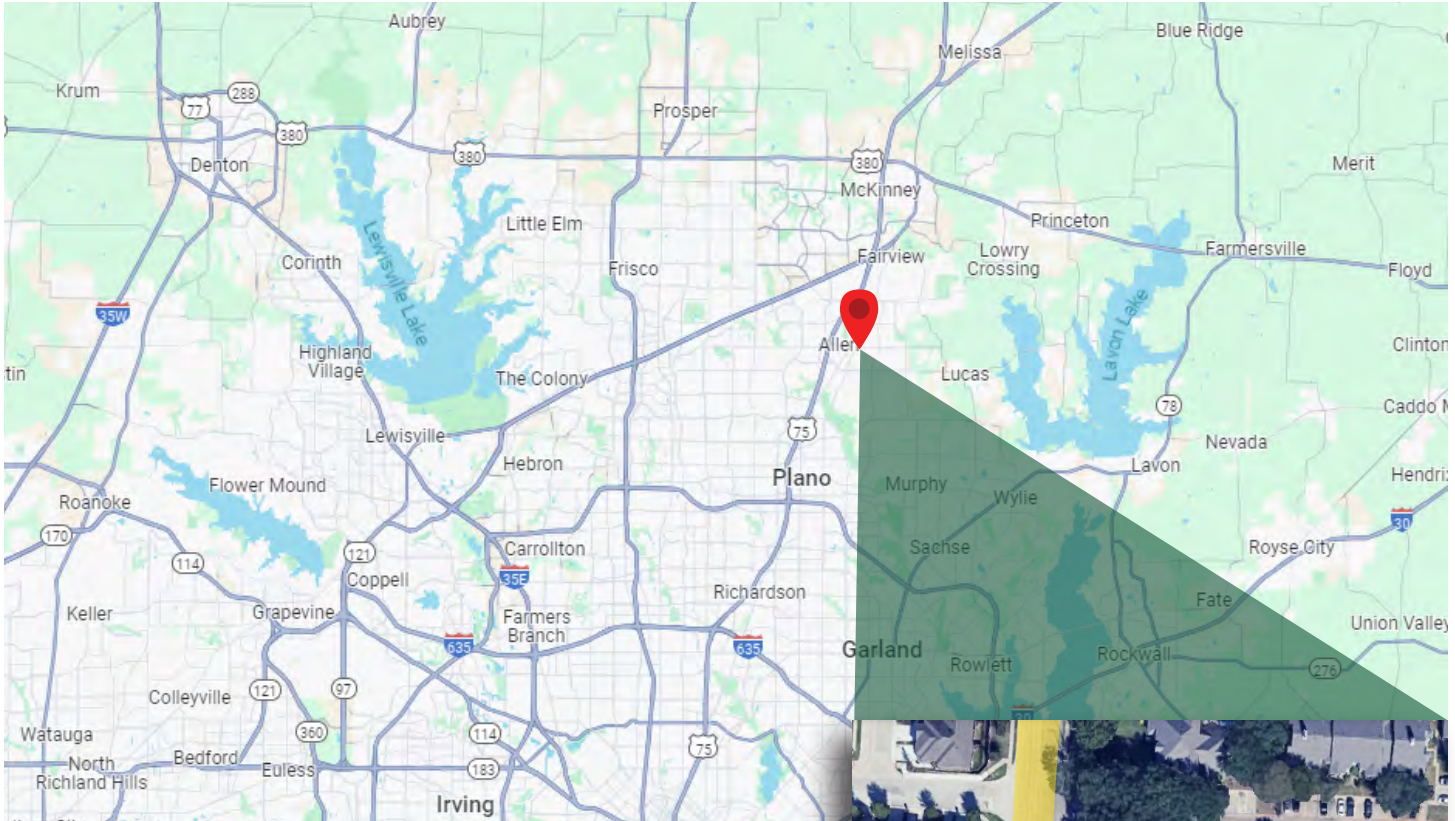 Aubrey
Blue Ridge
Melissa
Krum
288
77
Prosper
380
380
380
Denton
Merit
McKinney
Princeton
Little Elm
Lewisville Lake
Fairview
Lowry
Crossing
Farmersville
Corinth
Frisco
Floyd
35W
Lavon Lake
Allen
Highland
Village
Clinton
The Colony
Lucas
78
Caddo M
75
Lewisville
Nevada
Hebron
Lavon
Plano
Flower Mound
Murphy
Wylie
Roanoke
30
170
121
Carrollton
Sachse
Royse City
114
Coppell
35E
Richardson
Fate
Keller
Grapevine
Farmers
Branch
Union Valley
635
635
Garland
Rowlett
Rockwall
276
Colleyville
121
97
30
360
114
Watauga
75
North
Richland Hills
Bedford
Euless
183
Irving